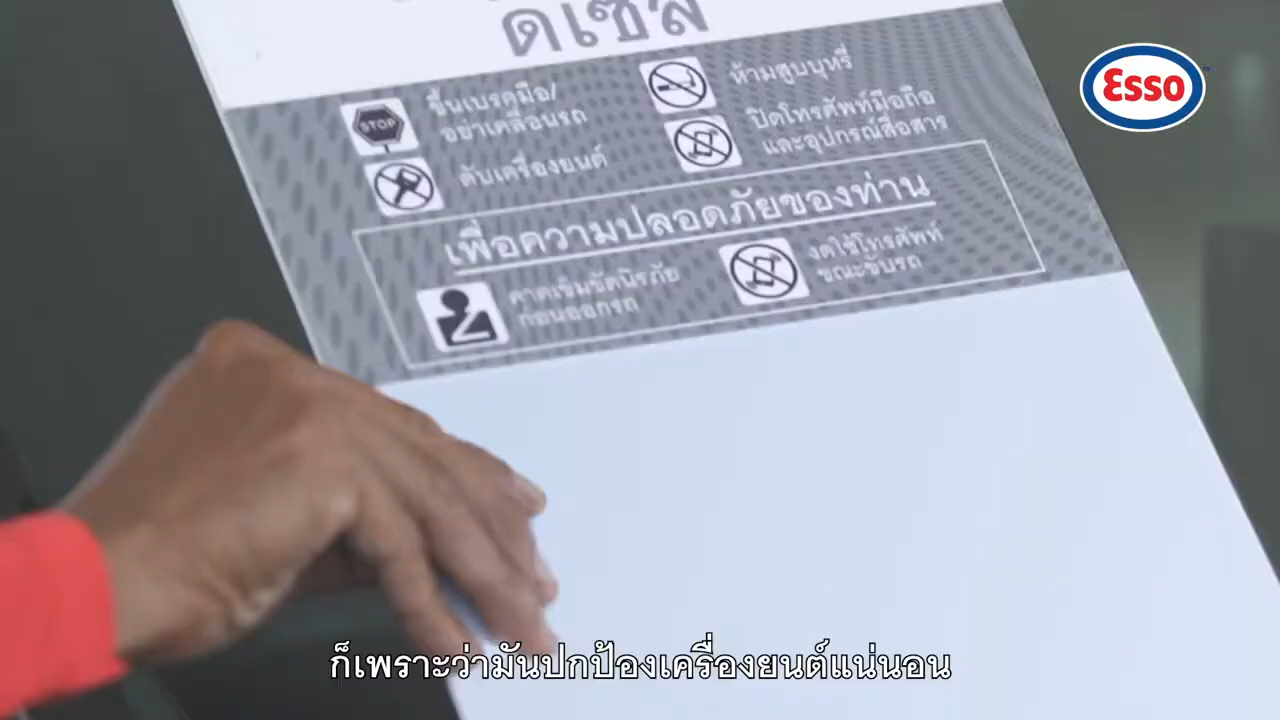 ดีเซล
Esso
ขึ้นเบรคมือ/
อย่าเคลื่อนรถ
STOP
ดับเครื่องยนต์
ห้ามสูบบุหรี่
ปิดโทรศัพท์มือถือ
และอุปกรณ์สื่อสาร
เพื่อความปลอดภัยของท่าน
คาดเข็มขัดนิรภัย
ก่อนออกรถ
งดใช้โทรศัพท์
ขณะขับรถ
ก็เพราะว่ามันปกป้องเครื่องยนต์แน่นอน